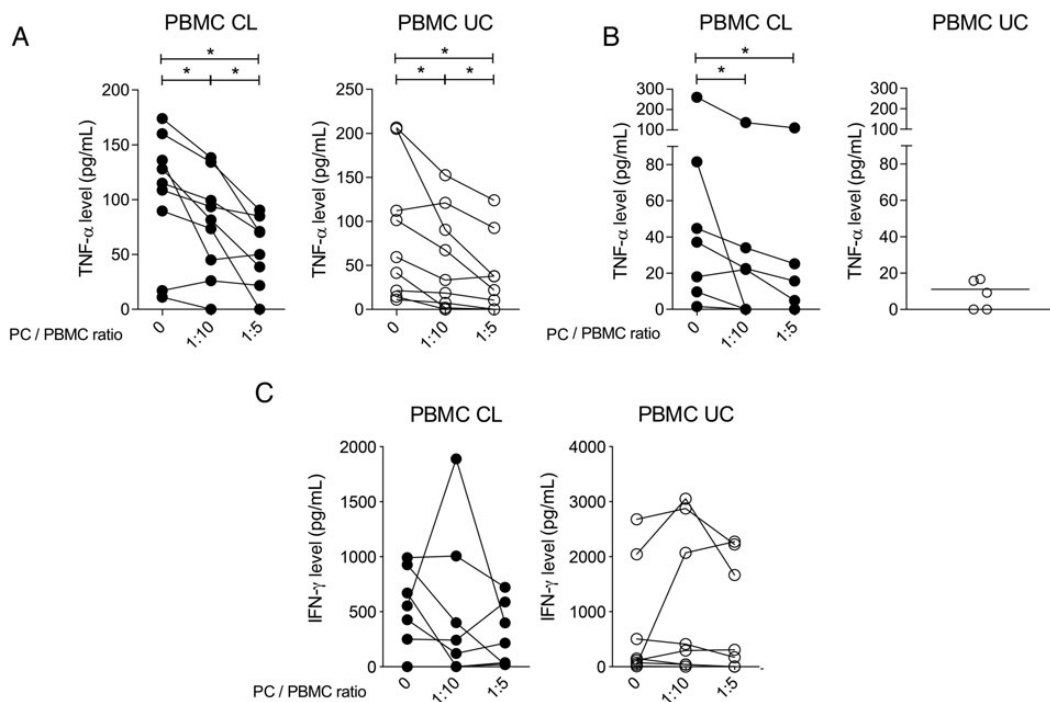 A
PBMC CL
PBMC UC
B
PBMC CL
PBMC UC
*
* *
*
* *
*
*
TNF-α level (pg/mL)
200
150
100
50
0
TNF-α level (pg/mL)
250
200
150
100
50
0
TNF-α level (pg/mL)
300
200
100
80
60
40
20
0
TNF-α level (pg/mL)
300
200
100
80
60
40
20
0
PC / PBMC ratio
0 1:10 1:5
0 1:10 1:5
0 1:10 1:5
C
PBMC CL
PBMC UC
IFN-γ level (pg/mL)
2000
1500
1000
500
0
IFN-γ level (pg/mL)
4000
3000
2000
1000
0
PC / PBMC ratio
0 1:10 1:5
0 1:10 1:5